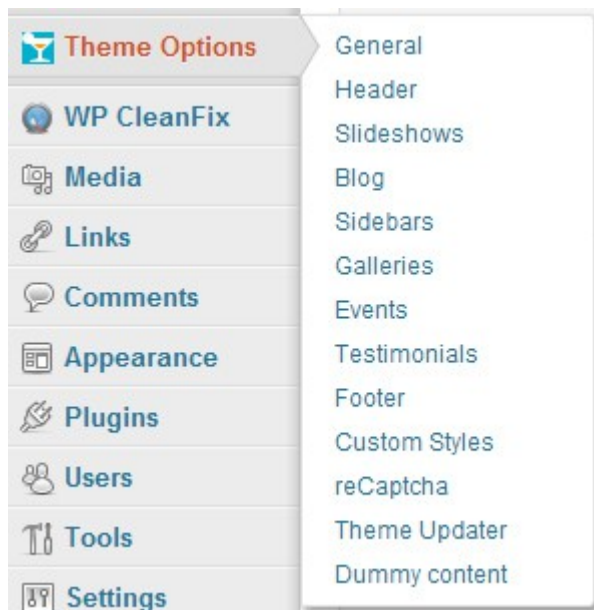 Theme Options
WP CleanFix
Media
Links
Comments
Appearance
Plugins
Users
Tools
Settings
General
Header
Slideshows
Blog
Sidebars
Galleries
Events
Testimonials
Footer
Custom Styles
reCaptcha
Theme Updater
Dummy content